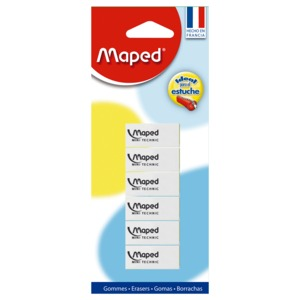 Maped
HECHO EN
FRANCIA
Ideal
para el
estuche
Maped
MINI TECHNIC
Maped
MINI TECHNIC
Maped
MINI TECHNIC
Maped
MINI TECHNIC
Maped
MINI TECHNIC
Maped
MINI TECHNIC
Gommes • Erasers • Gomas • Borrachas